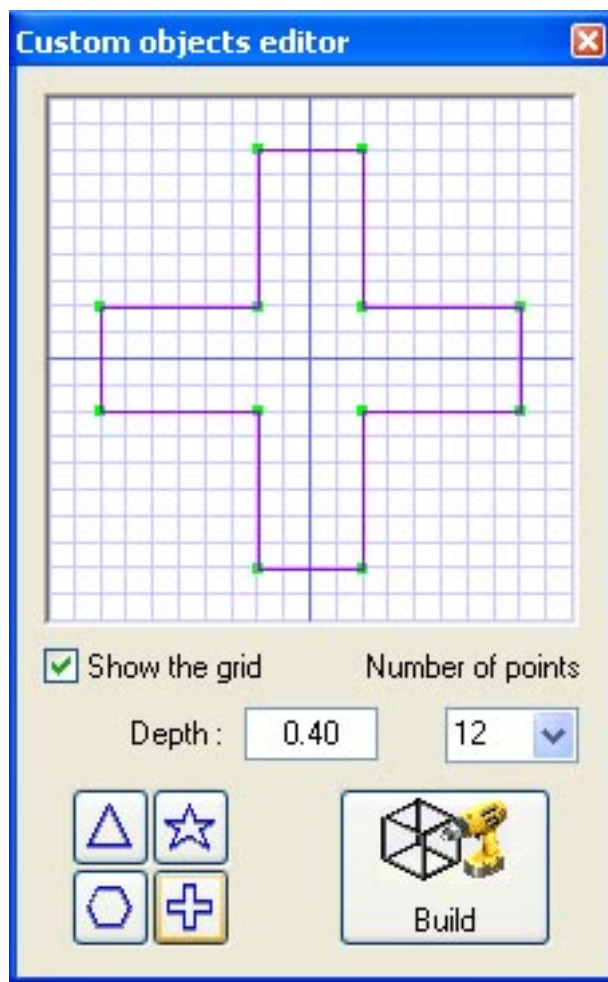 Custom objects editor
Show the grid
Number of points
Depth :
0.40
12
Build